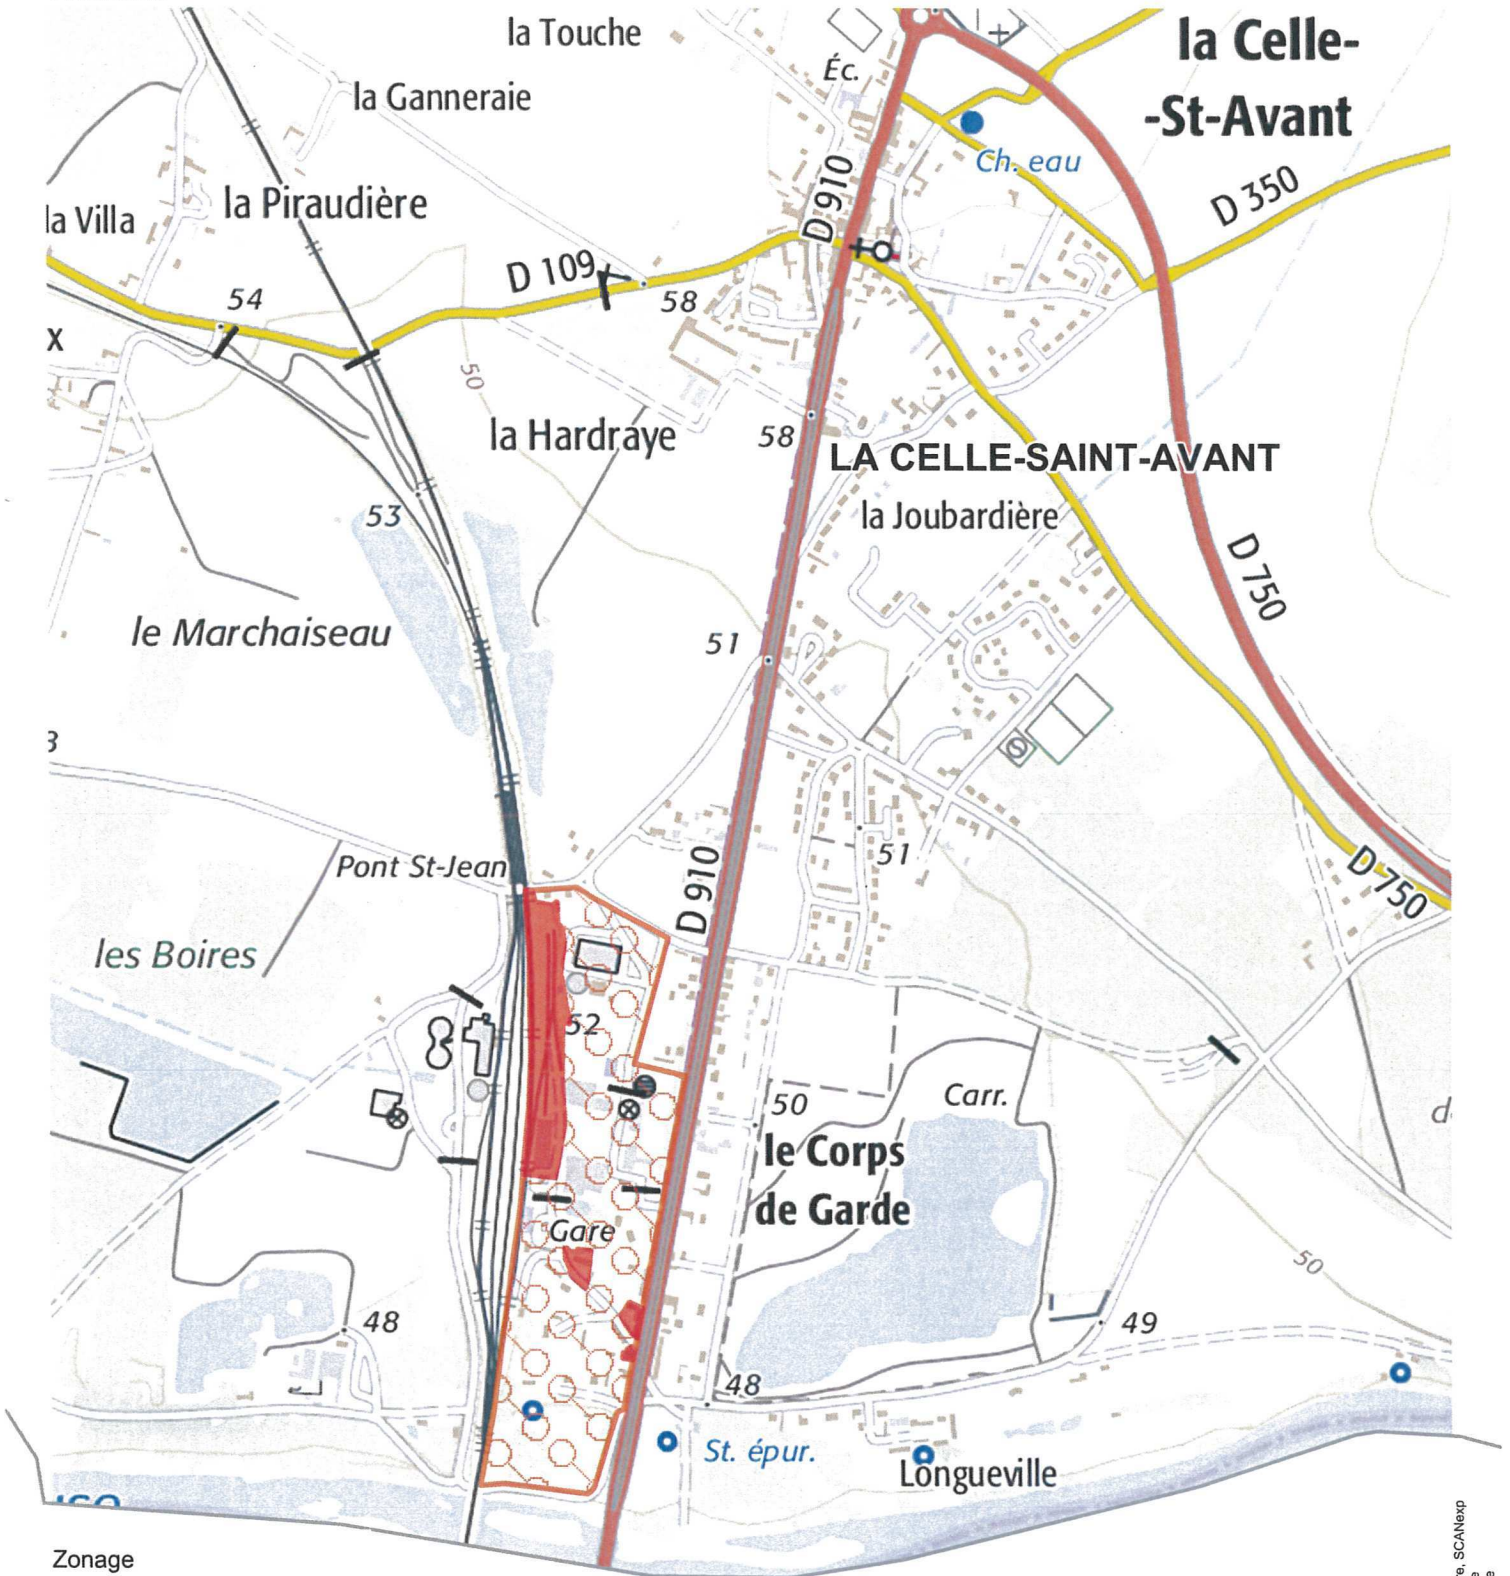 la Touche
la Celle-
-St-Avant
Éc.
la Ganneraie
Ch. eau
D 910
D 350
la Villa
la Piraudière
D 109
54
58
X
50
la Hardraye
58
LA CELLE-SAINT-AVANT
53
la Joubardière
D 750
le Marchaiseau
51
Pont St-Jean
D 910
51
D 750
les Boires
52
50
Carr.
le Corps
de Garde
Gare
50
48
49
48
St. épur.
Longueville
Zonage
SCANexp